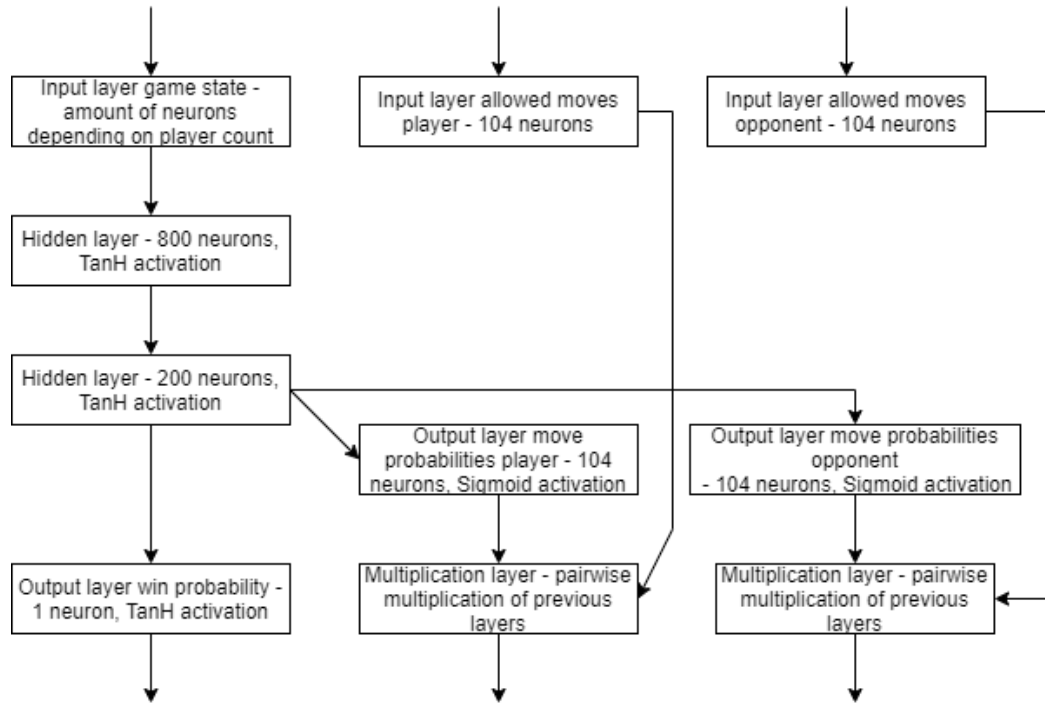 Input layer game state -
amount of neurons
depending on player count
Input layer allowed moves
player - 104 neurons
Input layer allowed moves
opponent - 104 neurons
Hidden layer - 800 neurons,
TanH activation
Hidden layer - 200 neurons,
TanH activation
Output layer move
probabilities player - 104
neurons, Sigmoid activation
Output layer move probabilities
opponent
- 104 neurons, Sigmoid activation
Output layer win probability -
1 neuron, TanH activation
Multiplication layer - pairwise
multiplication of previous
layers
Multiplication layer - pairwise
multiplication of previous
layers